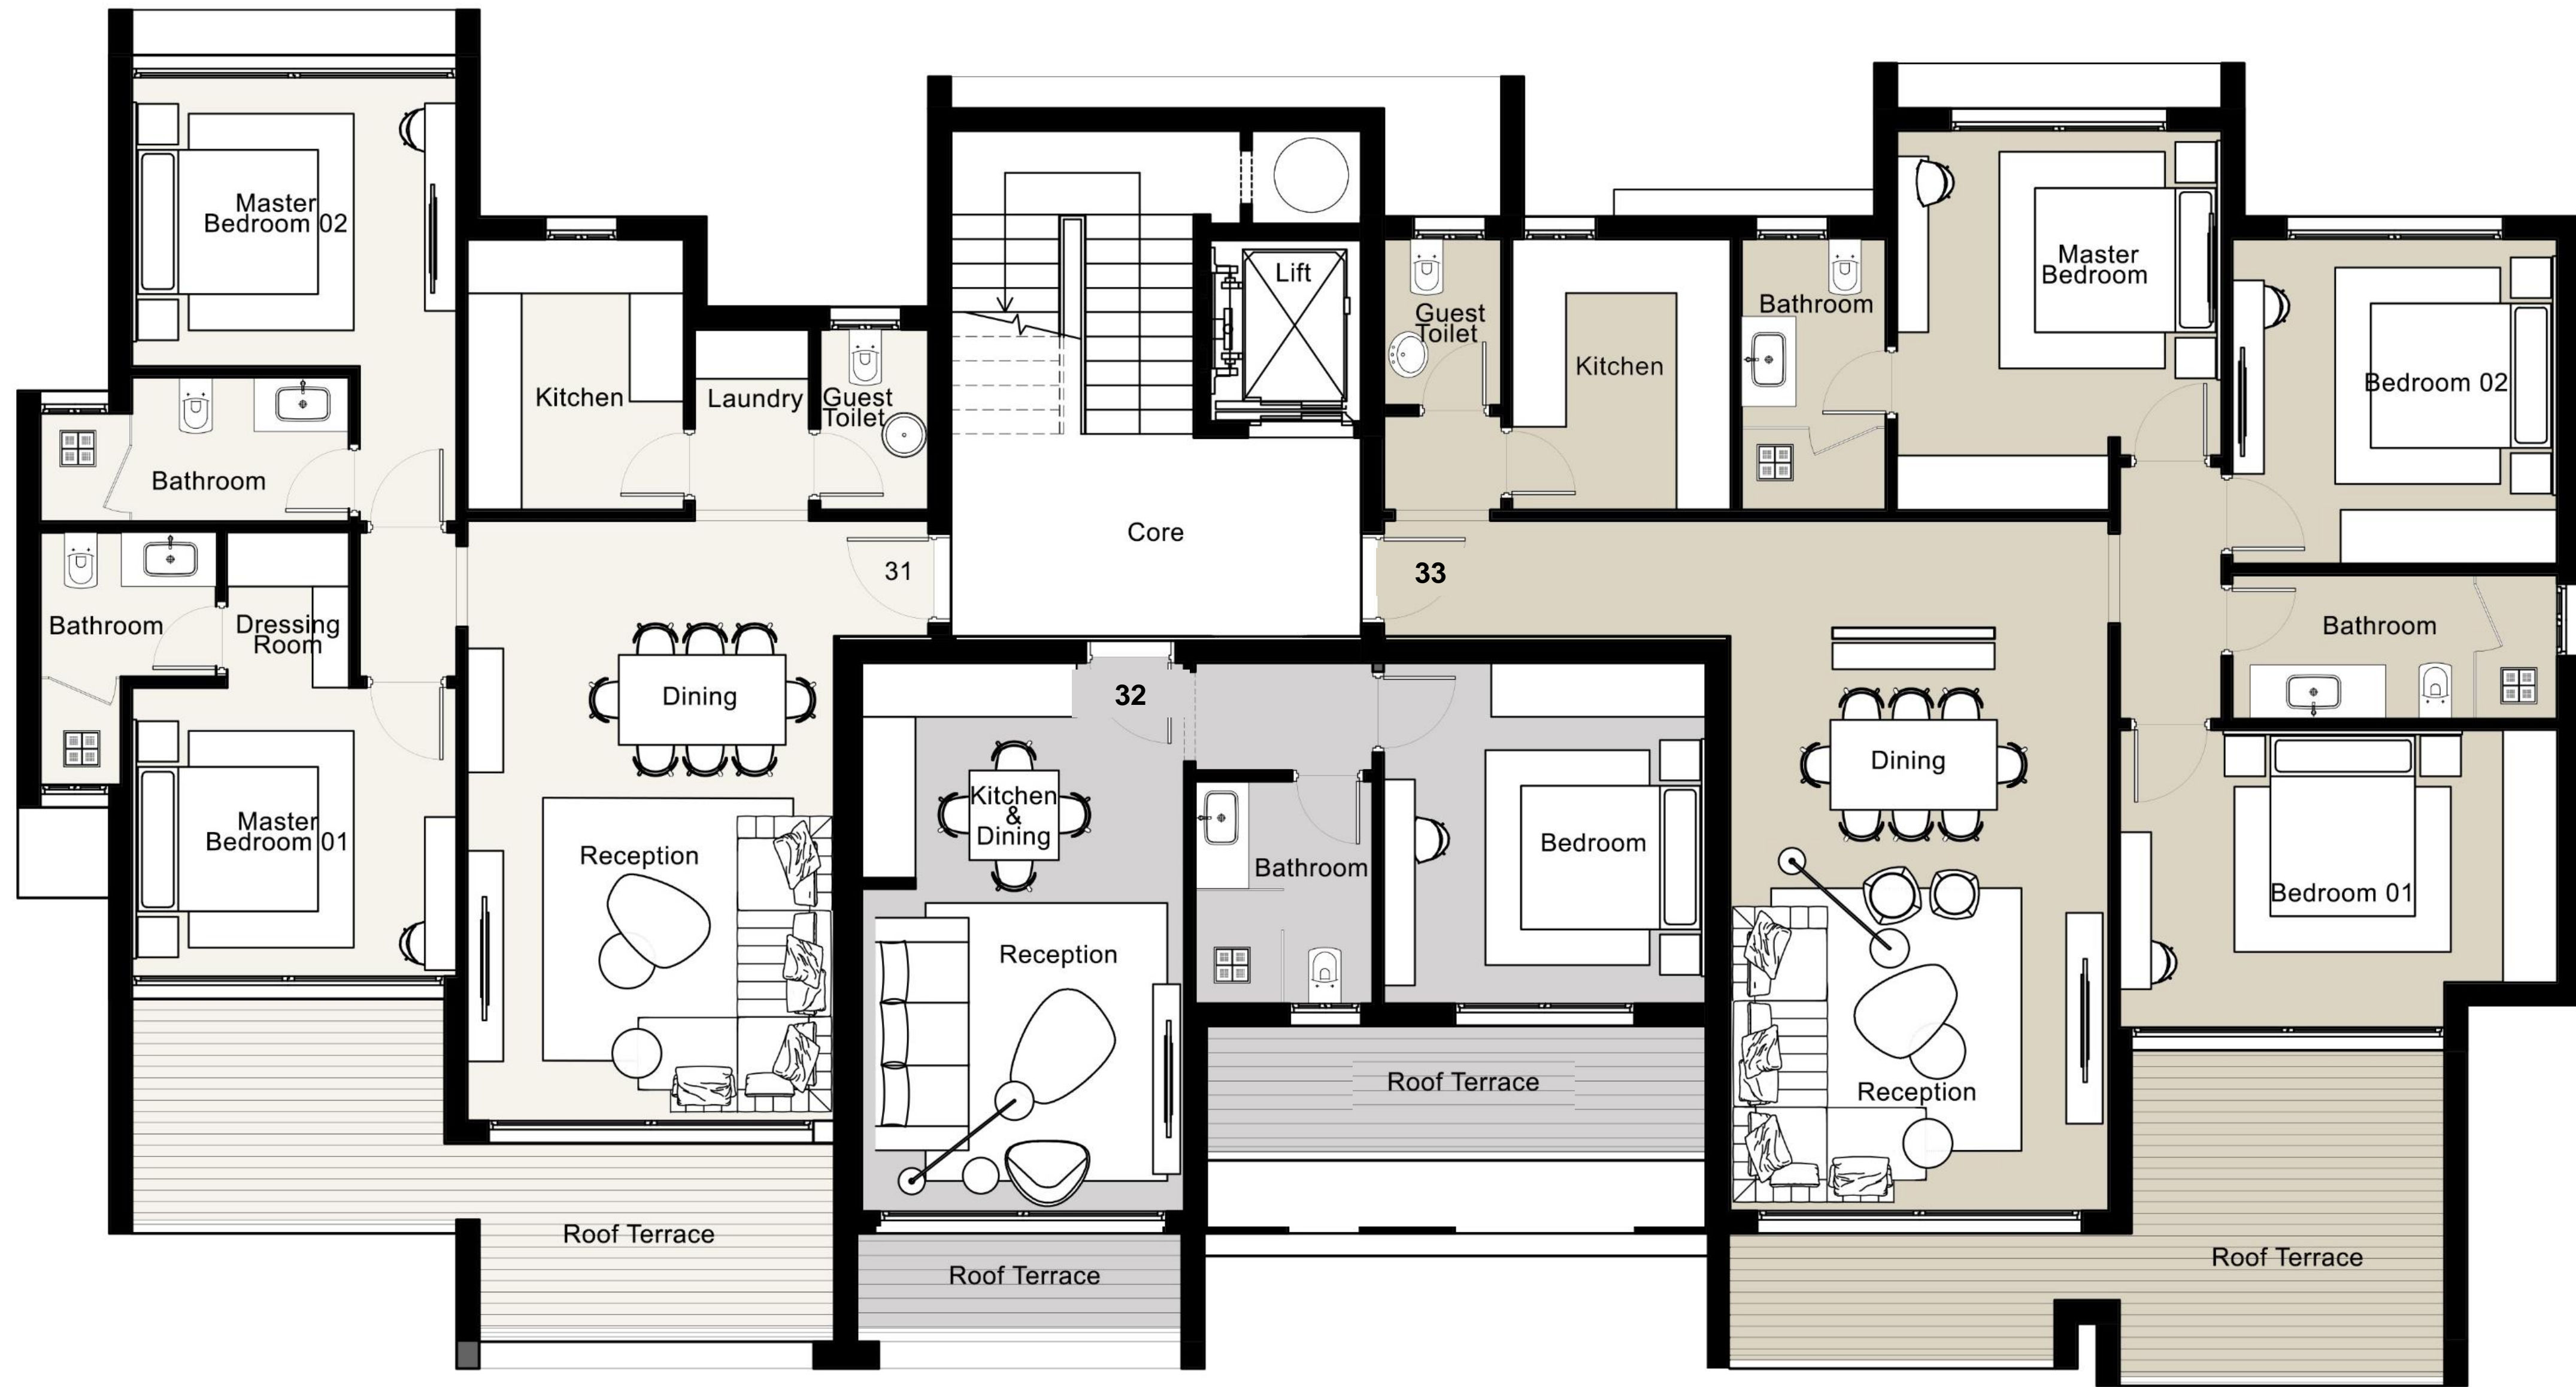 Master
Bedroom 02
Bathroom
Bathroom
Dressing
Room
Master
Bedroom 01
Kitchen
Laundry
Guest
Toilet
31
Dining
Reception
Roof Terrace
Lift
Core
32
Kitchen
&
Dining
Reception
Bathroom
Bedroom
Roof Terrace
Roof Terrace
33
Guest
Toilet
Kitchen
Bathroom
Master
Bedroom
Bedroom 02
Bathroom
Dining
Bedroom 01
Reception
Roof Terrace